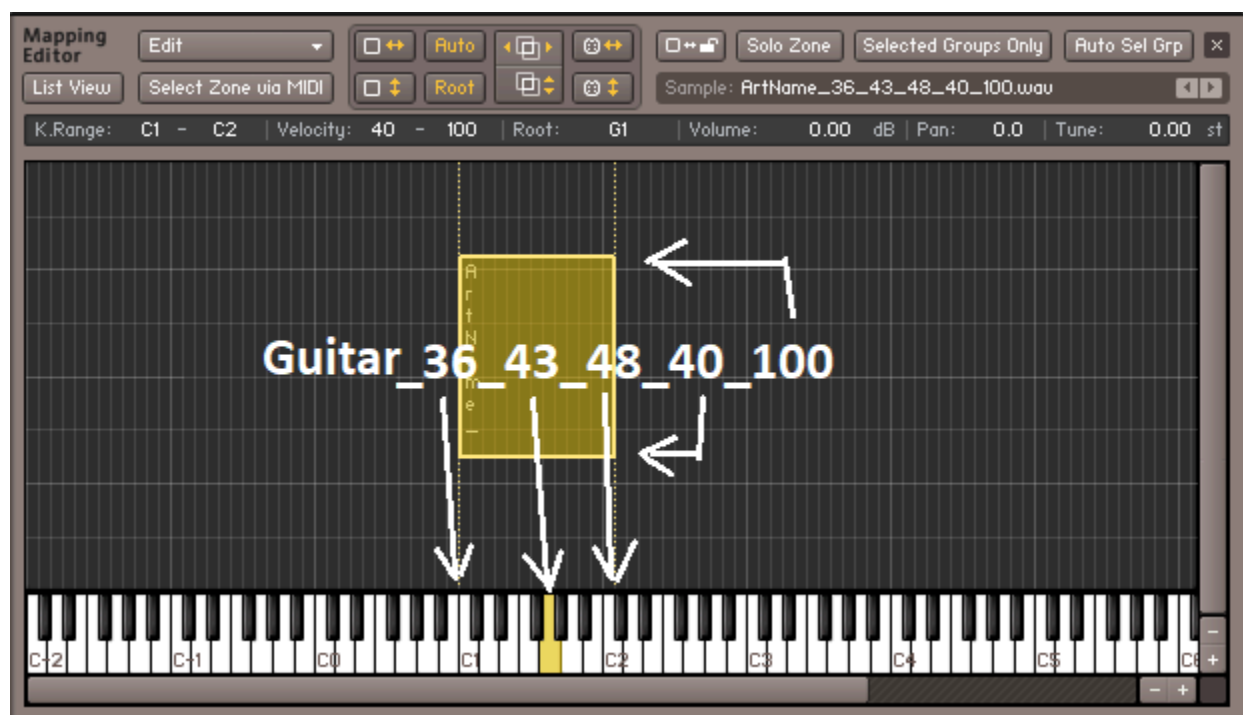 Mapping Editor
Edit
Auto
Solo Zone
Selected Groups Only
Auto Sel Grp
List View
Select Zone via MIDI
Root
Sample: ArtName_36_43_48_40_100.wav
K.Range: C1 - C2 | Velocity: 40 - 100 | Root: G1 | Volume: 0.00 dB | Pan: 0.0 | Tune: 0.00 st
Guitar_36_43_48_40_100
C-2 C-1 C0 C1 C2 C3 C4 C5